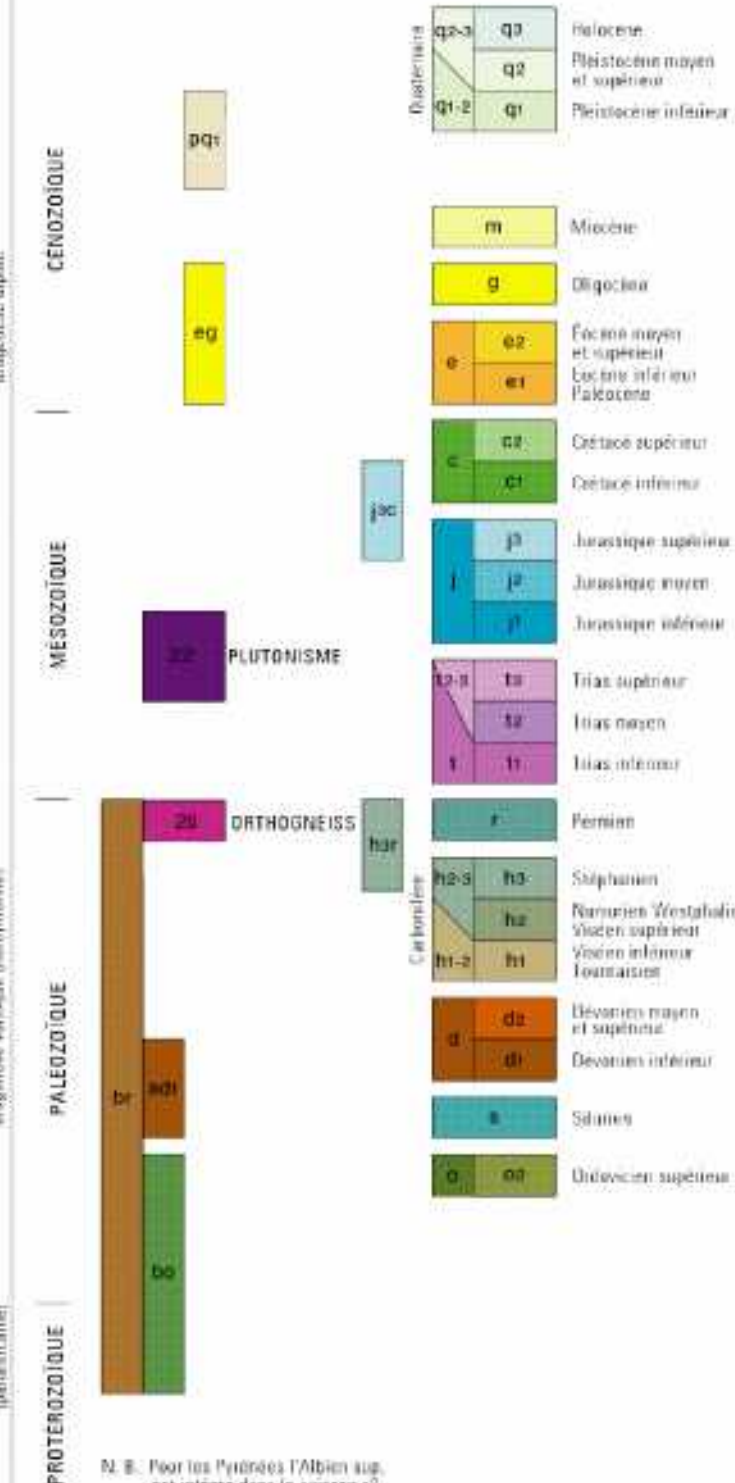 CÉNOZOÏQUE
MÉSOZOÏQUE
PALÉOZOÏQUE
PROTÉROZOÏQUE
pq1
eg
PLUTONISME
ORTHOGNEISS
br
bo
j3c
h3r
Quaternaire
q2-3
q3
Holocène
q2
Pléistocène moyen
et supérieur
q1-2
q1
Pléistocène inférieur
m
Miocène
g
Oligocène
e
e2
Éocène moyen
et supérieur
e1
Éocène inférieur
Paléocène
c
c2
Crétacé supérieur
c1
Crétacé inférieur
j
j3
Jurassique supérieur
j2
Jurassique moyen
j1
Jurassique inférieur
t2-3
t3
Trias supérieur
t2
Trias moyen
t
t1
Trias inférieur
r
Permien
Carbonifère
h2-3
h3
Stéphanien
h2
Namurien Westphalien
Viséen supérieur
h1-2
h1
Viséen inférieur
Tournaisien
d
d2
Dévonien moyen
et supérieur
d1
Dévonien inférieur
s
Silurien
o
o2
Ordovicien supérieur
N. B. Pour les Pyrénées l'Albien sup.